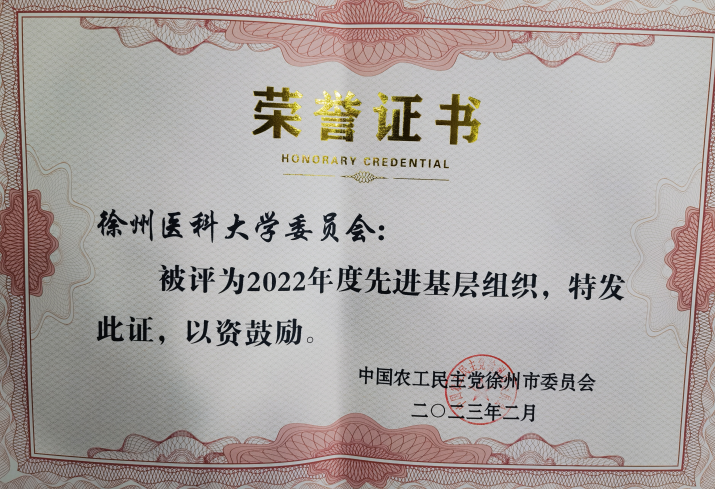 荣誉证书
HONORARY CREDENTIAL
徐州医科大学委员会：
被评为2022年度先进基层组织，特发
此证，以资鼓励。
中国农工民主党徐州市委员会
二〇二三年二月